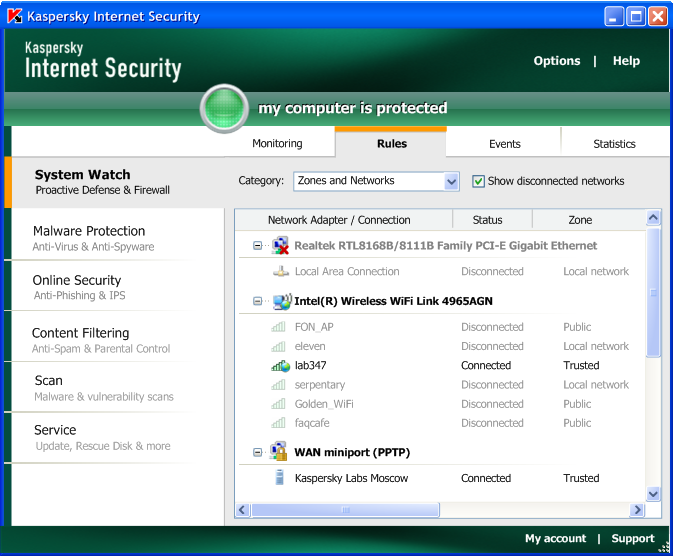 Kaspersky Internet Security
Kaspersky
Internet Security
Options | Help
my computer is protected
Monitoring Rules Events Statistics
System Watch
Proactive Defense & Firewall
Malware Protection
Anti-Virus & Anti-Spyware
Online Security
Anti-Phishing & IPS
Content Filtering
Anti-Spam & Parental Control
Scan
Malware & vulnerability scans
Service
Update, Rescue Disk & more
Category: Zones and Networks Show disconnected networks
Network Adapter / Connection Status Zone
Realtek RTL8168B/8111B Family PCI-E Gigabit Ethernet
Local Area Connection Disconnected Local network
Intel(R) Wireless WiFi Link 4965AGN
FON_AP Disconnected Public
eleven Disconnected Local network
lab347 Connected Trusted
serpentary Disconnected Local network
Golden_WiFi Disconnected Public
faqcafe Disconnected Public
WAN miniport (PPTP)
Kaspersky Labs Moscow Connected Trusted
My account | Support